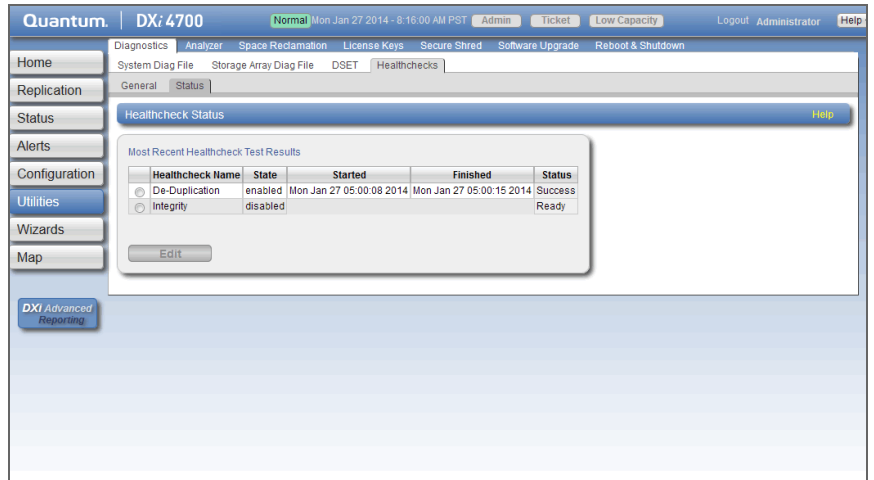 Quantum. DXi 4700 Normal Mon Jan 27 2014 - 8:16:00 AM PST Admin Ticket Low Capacity Logout Administrator Help
Diagnostics Analyzer Space Reclamation License Keys Secure Shred Software Upgrade Reboot & Shutdown
System Diag File Storage Array Diag File DSET Healthchecks
General Status
Home
Replication
Status
Alerts
Configuration
Utilities
Wizards
Map
DXI Advanced
Reporting
Healthcheck Status Help
Most Recent Healthcheck Test Results
Healthcheck Name State Started Finished Status
De-Duplication enabled Mon Jan 27 05:00:08 2014 Mon Jan 27 05:00:15 2014 Success
Integrity disabled Ready
Edit